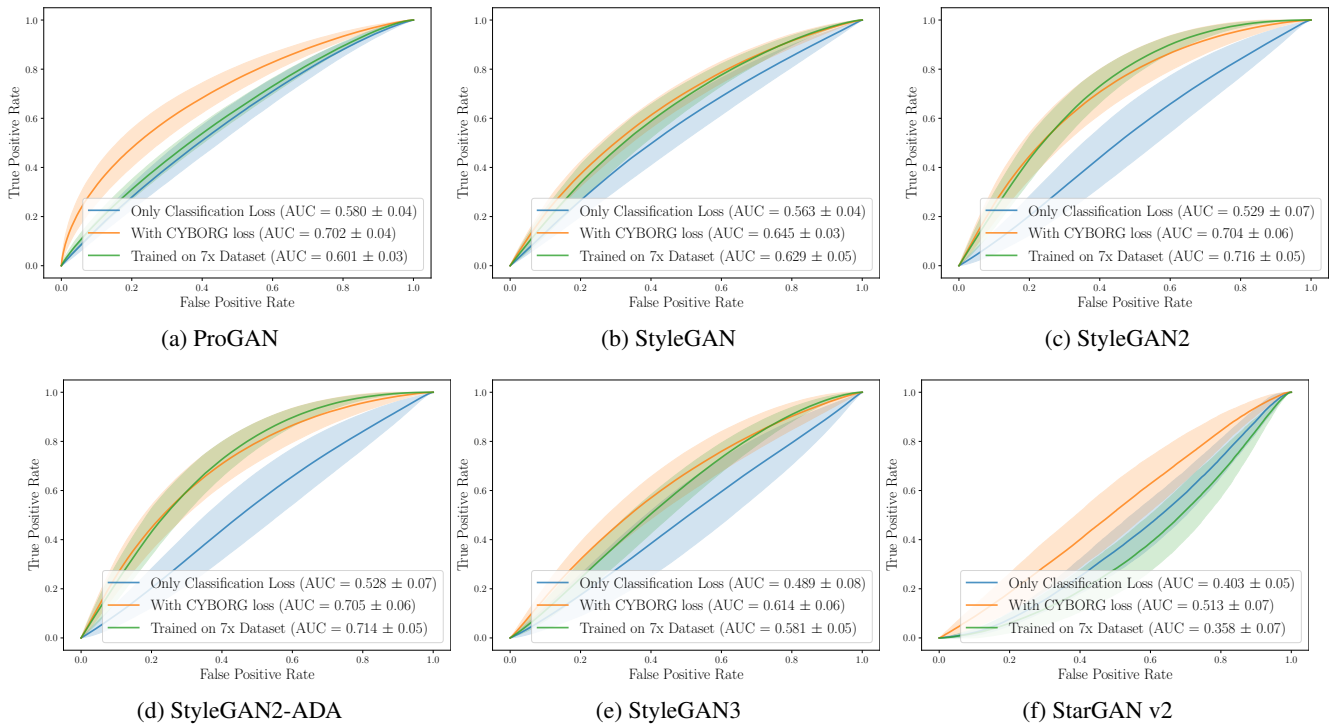 1.0
0.8
0.6
0.4
0.2
0.0
True Positive Rate
Only Classification Loss (AUC = 0.580 ± 0.04)
With CYBORG loss (AUC = 0.702 ± 0.04)
Trained on 7x Dataset (AUC = 0.601 ± 0.03)
0.0 0.2 0.4 0.6 0.8 1.0
False Positive Rate
(a) ProGAN
1.0
0.8
0.6
0.4
0.2
0.0
True Positive Rate
Only Classification Loss (AUC = 0.563 ± 0.04)
With CYBORG loss (AUC = 0.645 ± 0.03)
Trained on 7x Dataset (AUC = 0.629 ± 0.05)
0.0 0.2 0.4 0.6 0.8 1.0
False Positive Rate
(b) StyleGAN
1.0
0.8
0.6
0.4
0.2
0.0
True Positive Rate
Only Classification Loss (AUC = 0.529 ± 0.07)
With CYBORG loss (AUC = 0.704 ± 0.06)
Trained on 7x Dataset (AUC = 0.716 ± 0.05)
0.0 0.2 0.4 0.6 0.8 1.0
False Positive Rate
(c) StyleGAN2
1.0
0.8
0.6
0.4
0.2
0.0
True Positive Rate
Only Classification Loss (AUC = 0.528 ± 0.07)
With CYBORG loss (AUC = 0.705 ± 0.06)
Trained on 7x Dataset (AUC = 0.714 ± 0.05)
0.0 0.2 0.4 0.6 0.8 1.0
False Positive Rate
(d) StyleGAN2-ADA
1.0
0.8
0.6
0.4
0.2
0.0
True Positive Rate
Only Classification Loss (AUC = 0.489 ± 0.08)
With CYBORG loss (AUC = 0.614 ± 0.06)
Trained on 7x Dataset (AUC = 0.581 ± 0.05)
0.0 0.2 0.4 0.6 0.8 1.0
False Positive Rate
(e) StyleGAN3
1.0
0.8
0.6
0.4
0.2
0.0
True Positive Rate
Only Classification Loss (AUC = 0.403 ± 0.05)
With CYBORG loss (AUC = 0.513 ± 0.07)
Trained on 7x Dataset (AUC = 0.358 ± 0.07)
0.0 0.2 0.4 0.6 0.8 1.0
False Positive Rate
(f) StarGAN v2